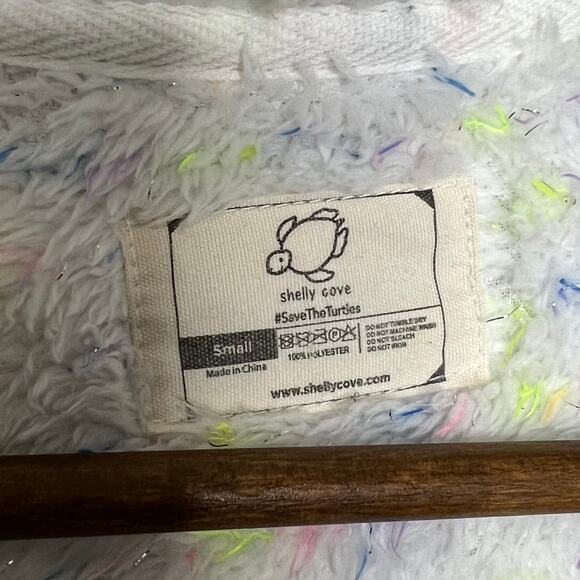 shelly cove
#SaveTheTurtles
Small
Made in China
100% POLYESTER
DO NOT TUMBLE DRY
DO NOT MACHINE WASH
DO NOT BLEACH
DO NOT IRON
www.shellycove.com